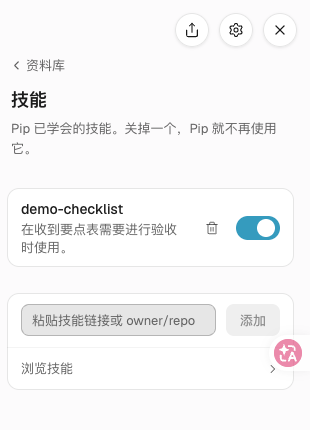 资料库
技能
Pip 已学会的技能。关掉一个，Pip 就不再使用
它。
demo-checklist
在收到要点表需要进行验收
时使用。
粘贴技能链接或 owner/repo
添加
浏览技能